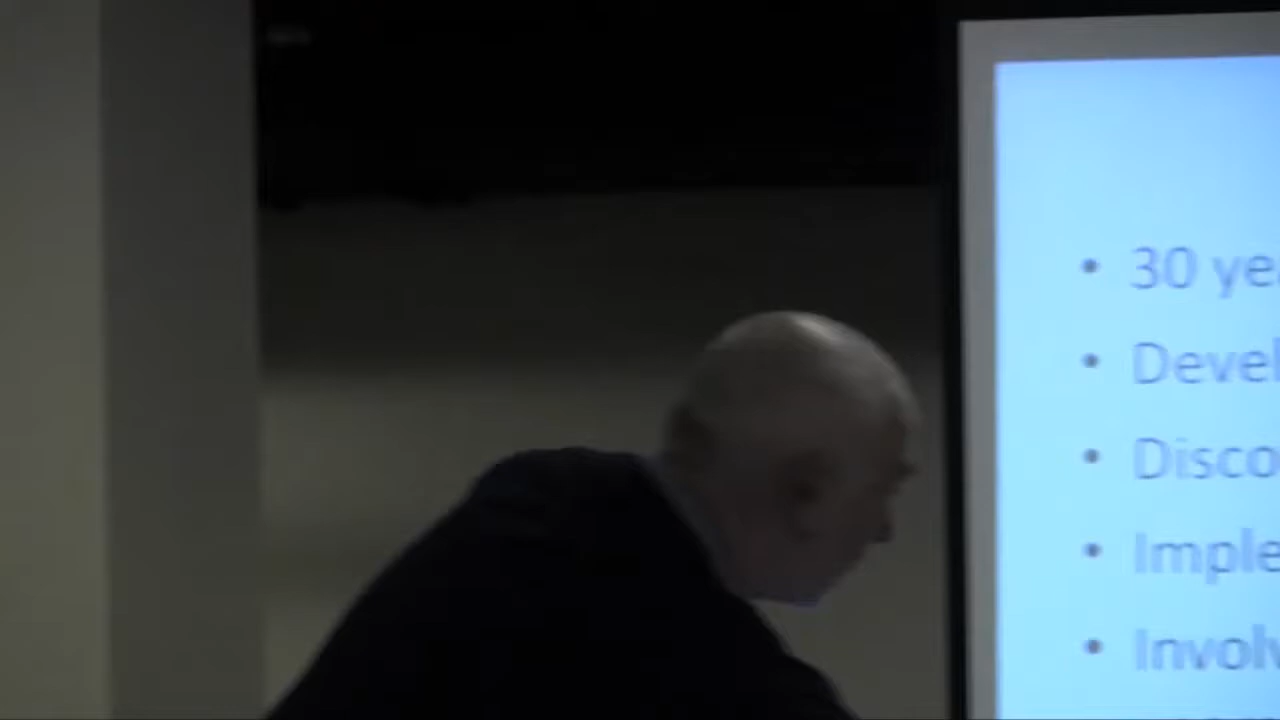 • 30 ye
• Devel
• Disco
• Imple
• Involv